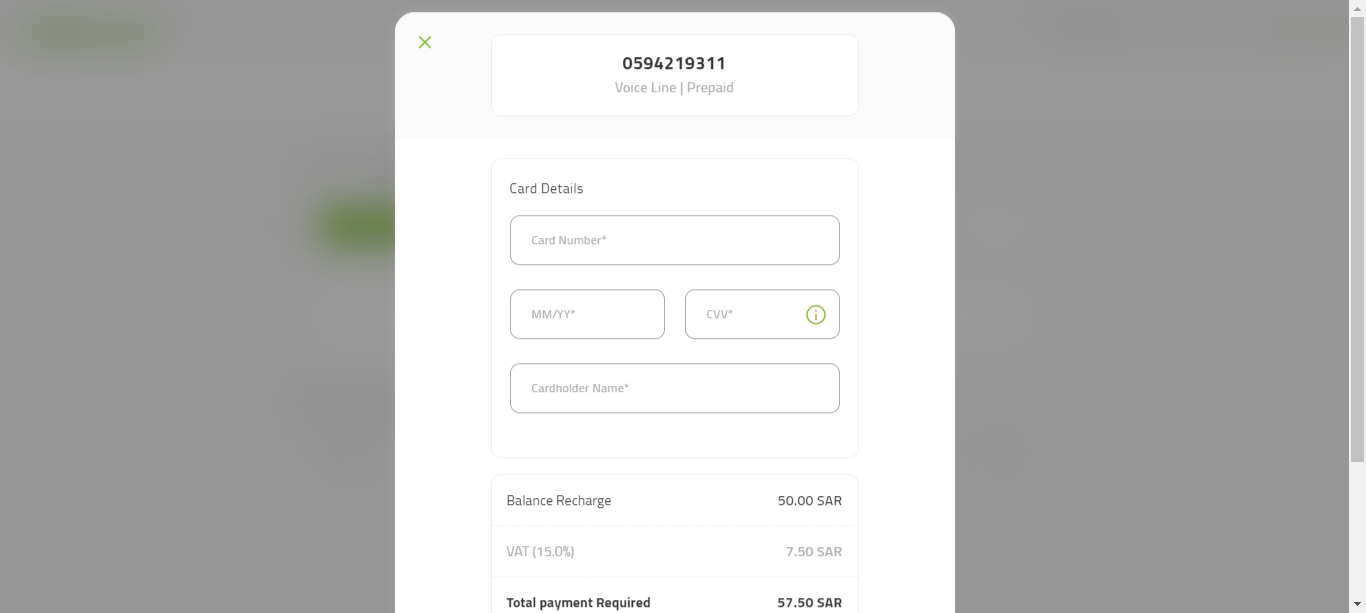 0594219311
Voice Line | Prepaid
Card Details
Card Number*
MM/YY*
CVV*
Cardholder Name*
Balance Recharge 50.00 SAR
VAT (15.0%) 7.50 SAR
Total payment Required 57.50 SAR